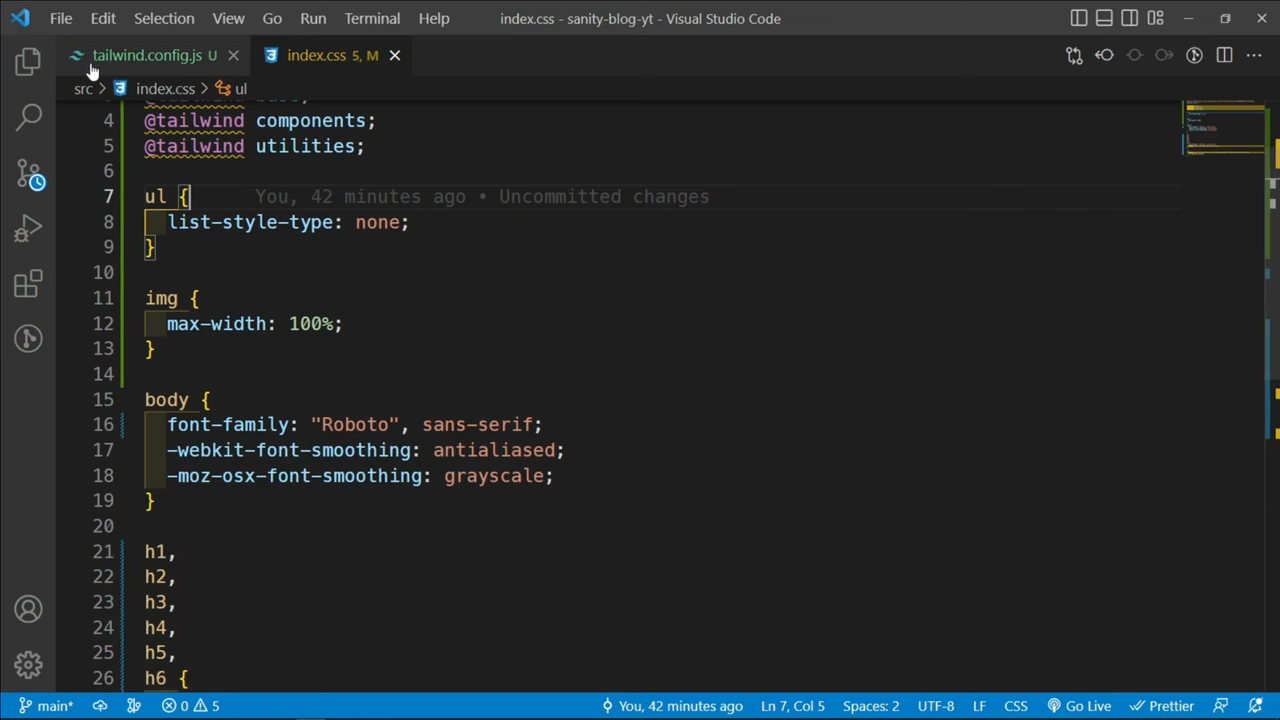 File Edit Selection View Go Run Terminal Help index.css - sanity-blog-yt - Visual Studio Code
tailwind.config.js U index.css 5, M
src > index.css > ul
4 @tailwind components;
5 @tailwind utilities;
6
7 ul { You, 42 minutes ago • Uncommitted changes
8 list-style-type: none;
9 }
10
11 img {
12 max-width: 100%;
13 }
14
15 body {
16 font-family: "Roboto", sans-serif;
17 -webkit-font-smoothing: antialiased;
18 -moz-osx-font-smoothing: grayscale;
19 }
20
21 h1,
22 h2,
23 h3,
24 h4,
25 h5,
26 h6 {
main* 0 5 You, 42 minutes ago Ln 7, Col 5 Spaces: 2 UTF-8 LF CSS Go Live Prettier